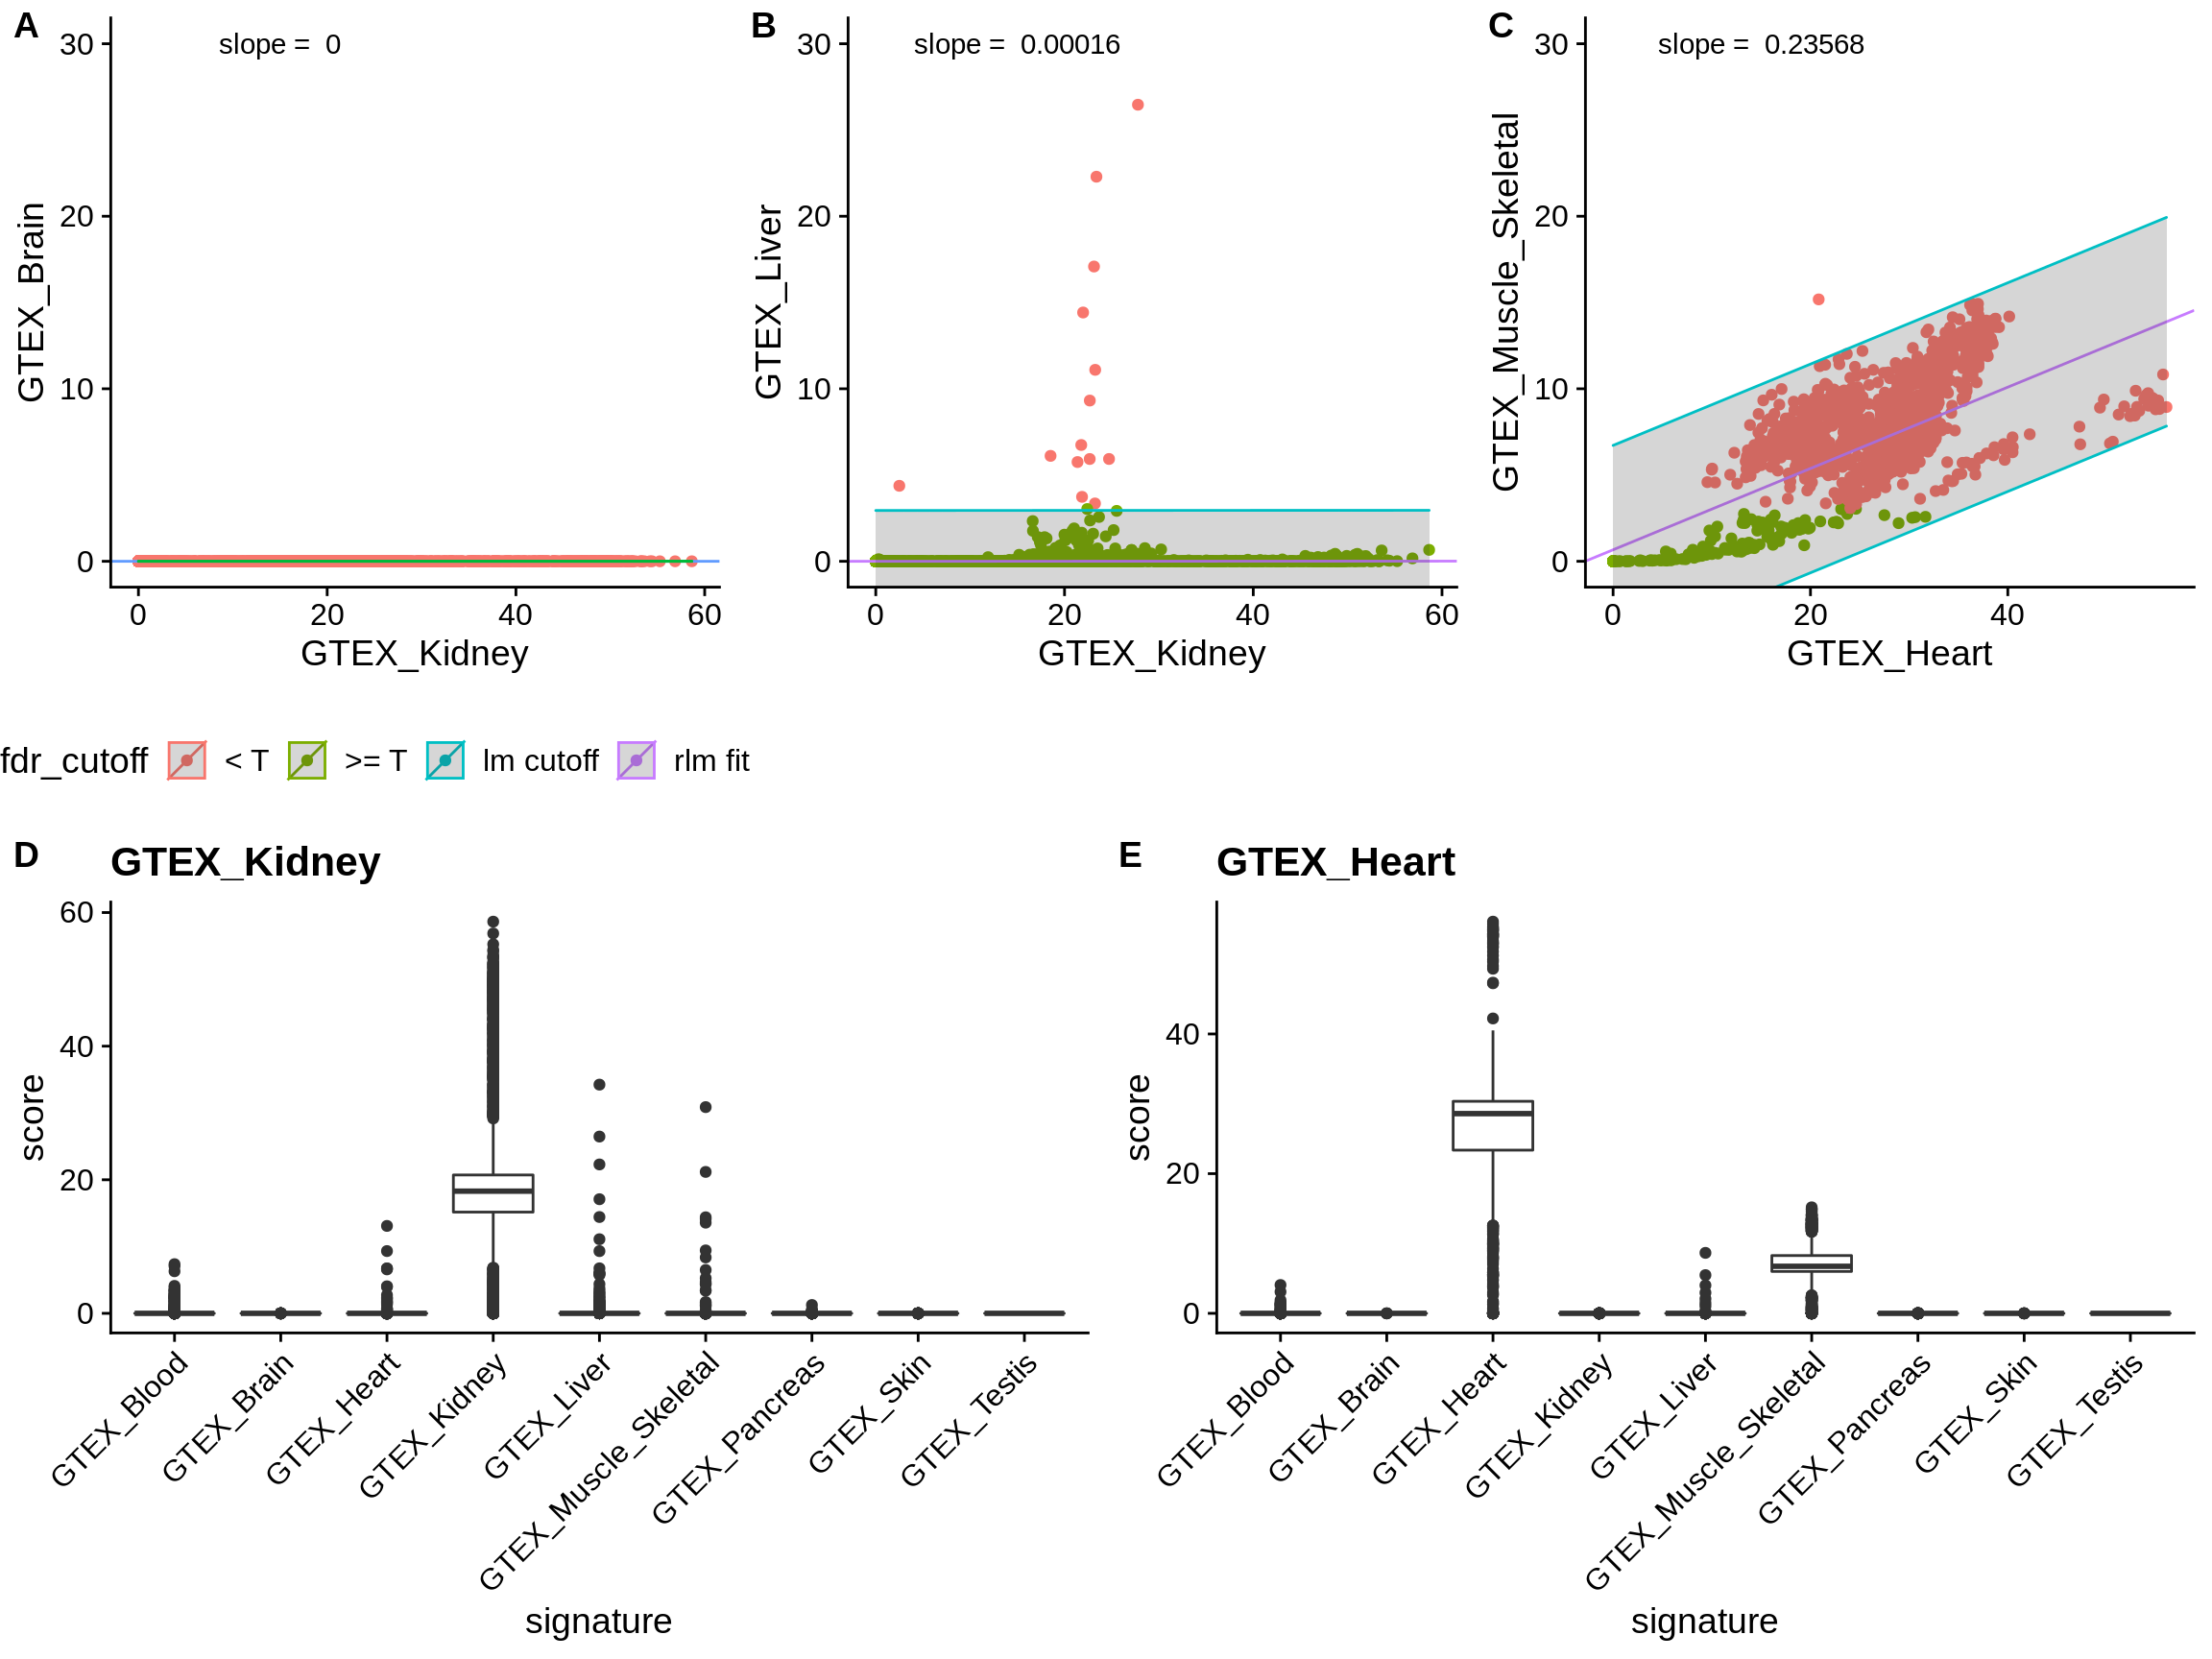 A
slope =  0
30
20
10
0
GTEX_Brain
0 20 40 60
GTEX_Kidney
B
slope =  0.00016
30
20
10
0
GTEX_Liver
0 20 40 60
GTEX_Kidney
C
slope =  0.23568
30
20
10
0
GTEX_Muscle_Skeletal
0 20 40
GTEX_Heart
fdr_cutoff < T >= T lm cutoff rlm fit
D
GTEX_Kidney
60
40
20
0
score
GTEX_Blood
GTEX_Brain
GTEX_Heart
GTEX_Kidney
GTEX_Liver
GTEX_Muscle_Skeletal
GTEX_Pancreas
GTEX_Skin
GTEX_Testis
signature
E
GTEX_Heart
40
20
0
score
GTEX_Blood
GTEX_Brain
GTEX_Heart
GTEX_Kidney
GTEX_Liver
GTEX_Muscle_Skeletal
GTEX_Pancreas
GTEX_Skin
GTEX_Testis
signature